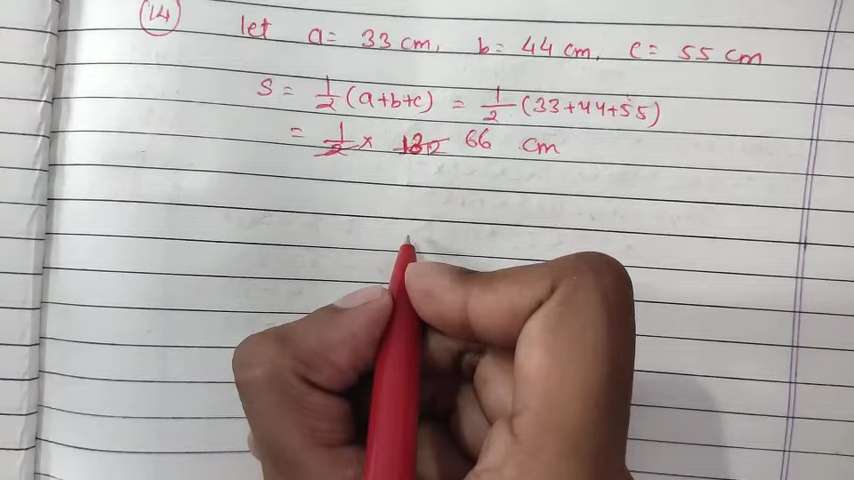 (14) let a = 33 cm, b = 44 cm, c = 55 cm
S = 1/2 (a+b+c) = 1/2 (33+44+55)
= 1/2 × 132 66 cm